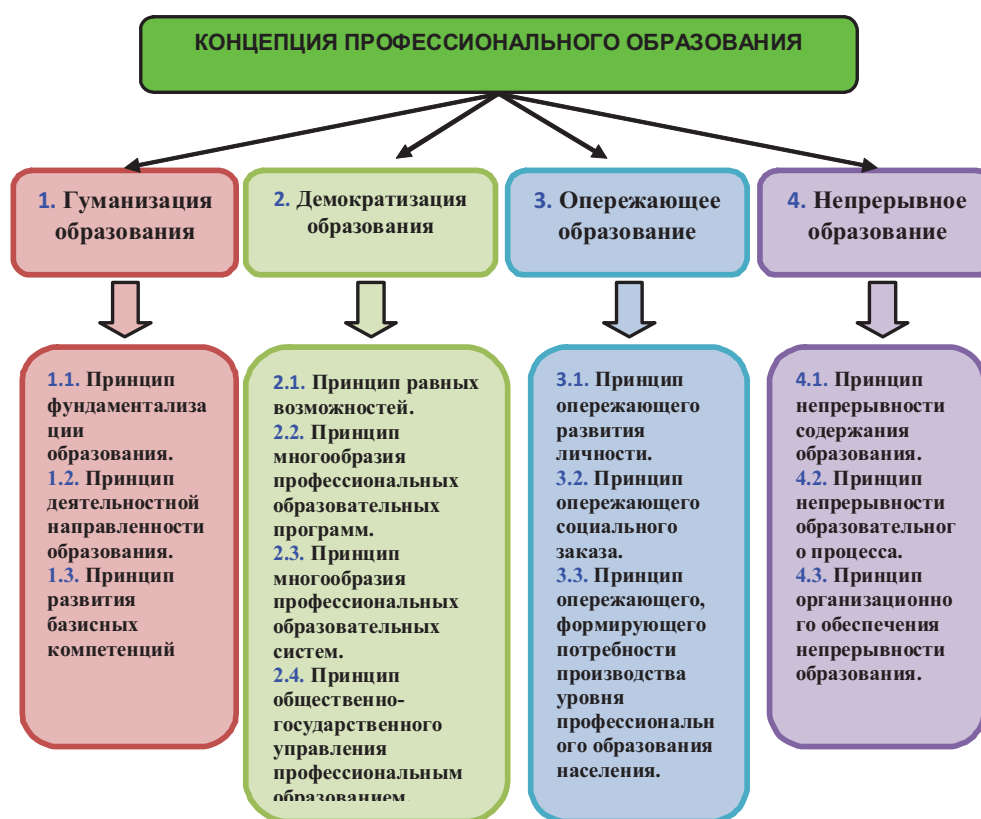 КОНЦЕПЦИЯ ПРОФЕССИОНАЛЬНОГО ОБРАЗОВАНИЯ
1. Гуманизация
образования
2. Демократизация
образования
3. Опережающее
образование
4. Непрерывное
образование
1.1. Принцип
фундаментализа
ции
образования.
1.2. Принцип
деятельностной
направленности
образования.
1.3. Принцип
развития
базисных
компетенций
2.1. Принцип равных
возможностей.
2.2. Принцип
многообразия
профессиональных
образовательных
программ.
2.3. Принцип
многообразия
профессиональных
образовательных
систем.
2.4. Принцип
общественно-
государственного
управления
профессиональным
образованием.
3.1. Принцип
опережающего
развития
личности.
3.2. Принцип
опережающего
социального
заказа.
3.3. Принцип
опережающего,
формирующего
потребности
производства
уровня
профессиональн
ого образования
населения.
4.1. Принцип
непрерывности
содержания
образования.
4.2. Принцип
непрерывности
образовательног
о процесса.
4.3. Принцип
организационно
го обеспечения
непрерывности
образования.